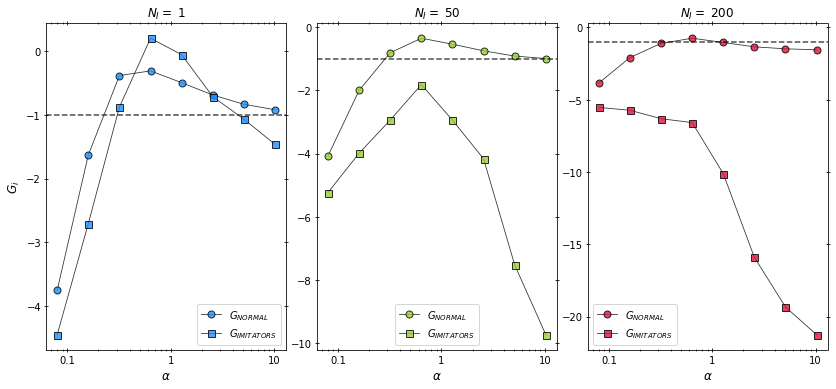 N_I = 1
N_I = 50
N_I = 200
G_i
0
−1
−2
−3
−4
0.1 1 10
α
G_NORMAL
G_IMITATORS
0
−2
−4
−6
−8
−10
0.1 1 10
α
G_NORMAL
G_IMITATORS
0
−5
−10
−15
−20
0.1 1 10
α
G_NORMAL
G_IMITATORS